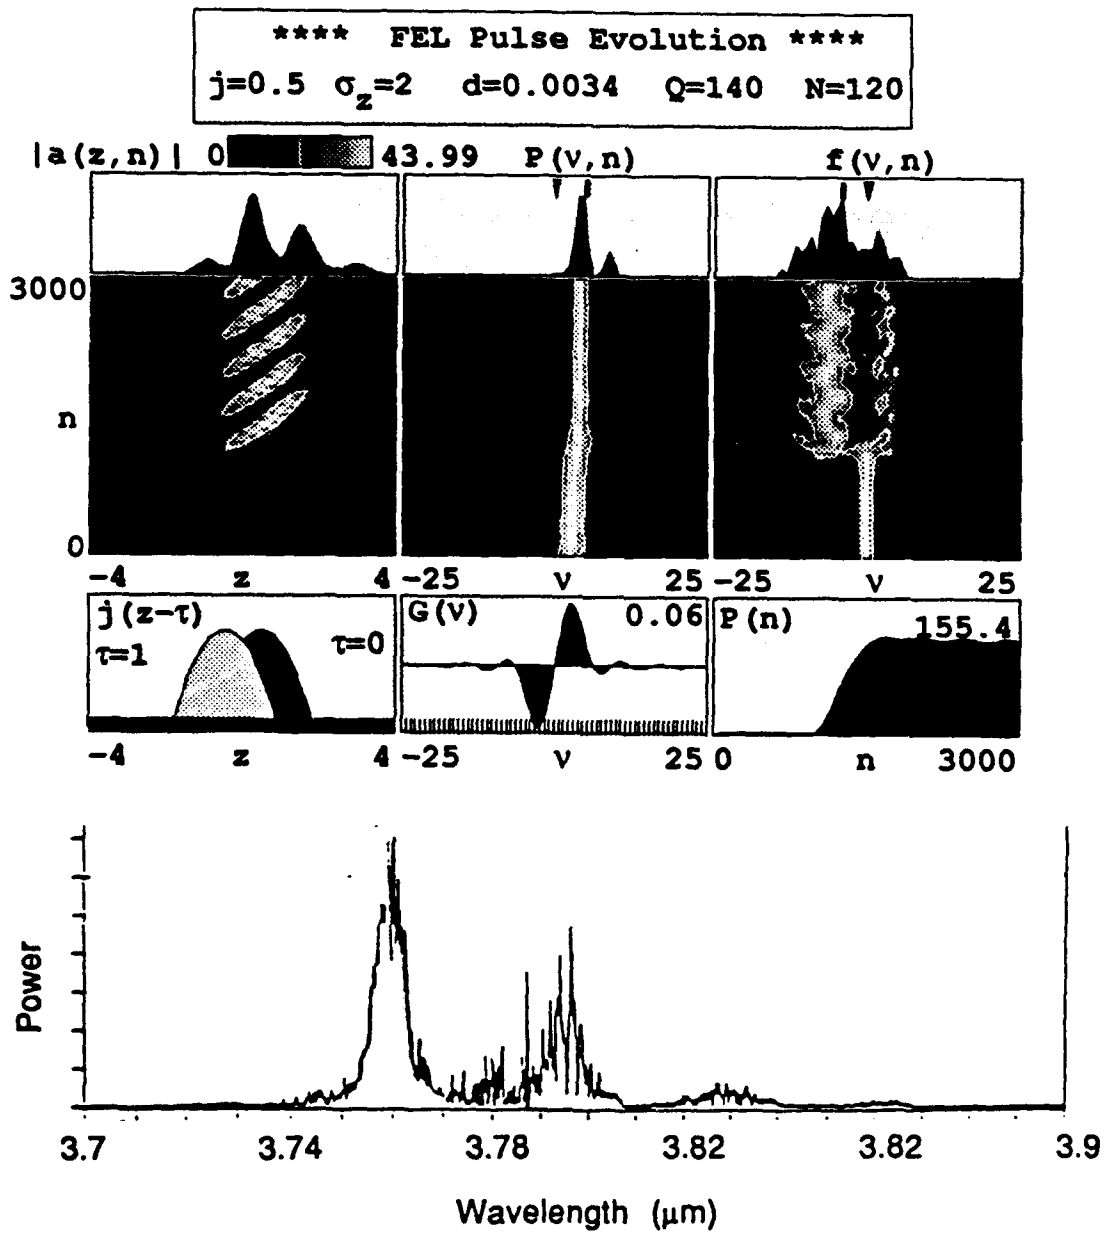 **** FEL Pulse Evolution ****
j=0.5 σz=2 d=0.0034 Q=140 N=120
|a(z,n)| 0 43.99 P(ν,n) f(ν,n)
3000
n
0
-4 z 4 -25 ν 25 -25 ν 25
j(z-τ) G(ν) 0.06 P(n) 155.4
τ=1 τ=0
-4 z 4 -25 ν 25 0 n 3000
Power
3.7 3.74 3.78 3.82 3.82 3.9
Wavelength (μm)